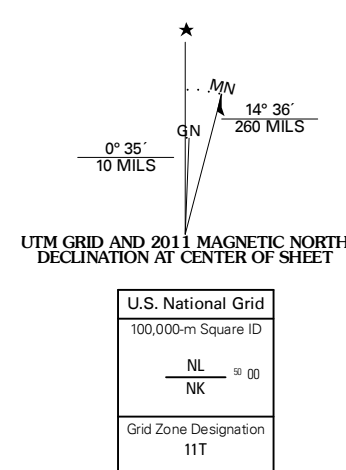 ★
MN
GN
14° 36´
260 MILS
0° 35´
10 MILS
UTM GRID AND 2011 MAGNETIC NORTH
DECLINATION AT CENTER OF SHEET
U.S. National Grid
100,000-m Square ID
NL
50 00
NK
Grid Zone Designation
11T